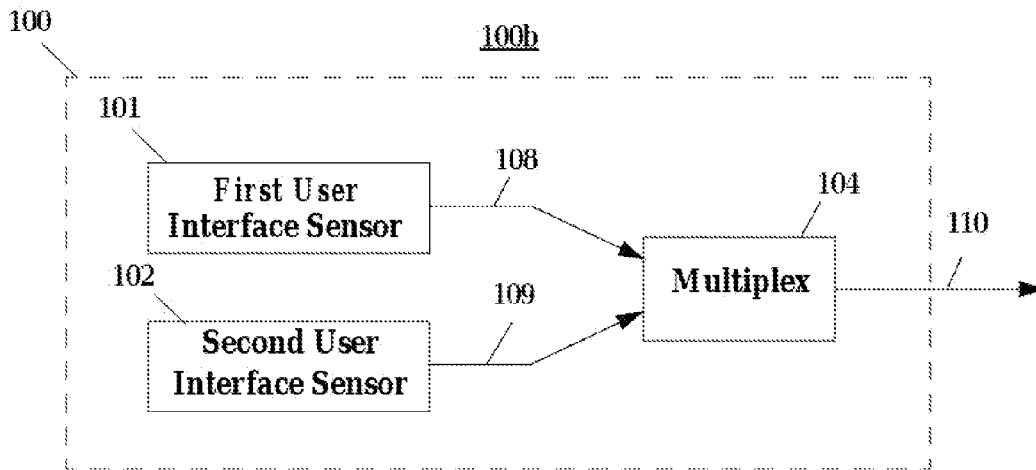 100
100b
101
First User
Interface Sensor
108
104
110
Multiplex
102
109
Second User
Interface Sensor